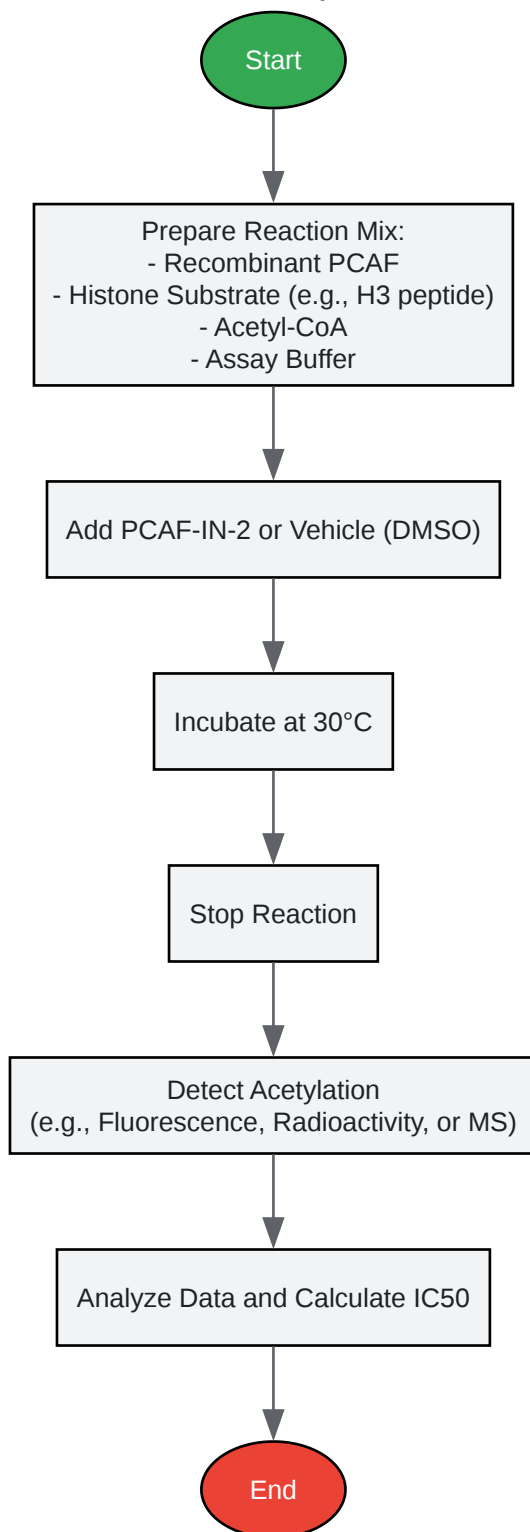 Start
Prepare Reaction Mix:
- Recombinant PCAF
- Histone Substrate (e.g., H3 peptide)
- Acetyl-CoA
- Assay Buffer
Add PCAF-IN-2 or Vehicle (DMSO)
Incubate at 30°C
Stop Reaction
Detect Acetylation
(e.g., Fluorescence, Radioactivity, or MS)
Analyze Data and Calculate IC50
End